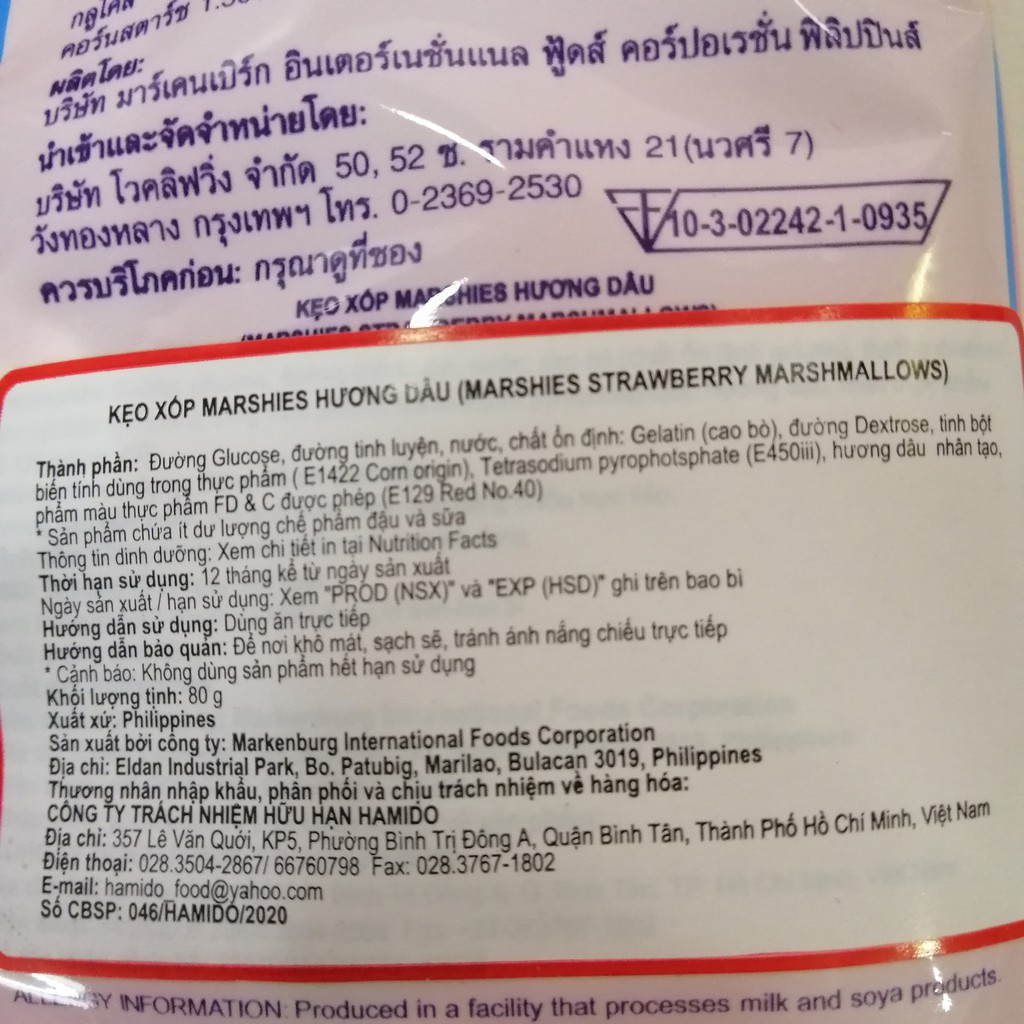 กลูโคส
คอร์นสตาร์ช
ผลิตโดย:
บริษัท มาร์เคนเบิร์ก อินเตอร์เนชั่นแนล ฟู้ดส์ คอร์ปอเรชั่น ฟิลิปปินส์
นำเข้าและจัดจำหน่ายโดย:
บริษัท โวคลิฟวิ่ง จำกัด 50, 52 ซ. รามคำแหง 21(นวศรี 7)
วังทองหลาง กรุงเทพฯ โทร. 0-2369-2530
10-3-02242-1-0935
ควรบริโภคก่อน: กรุณาดูที่ซอง
KẸO XỐP MARSHIES HƯƠNG DÂU
(MARSHIES STRAWBERRY MARSHMALLOWS)
KẸO XỐP MARSHIES HƯƠNG DÂU (MARSHIES STRAWBERRY MARSHMALLOWS)
Thành phần: Đường Glucose, đường tinh luyện, nước, chất ổn định: Gelatin (cao bò), đường Dextrose, tinh bột
biến tính dùng trong thực phẩm ( E1422 Corn origin), Tetrasodium pyrophotsphate (E450iii), hương dâu nhân tạo,
phẩm màu thực phẩm FD & C được phép (E129 Red No.40)
* Sản phẩm chứa ít dư lượng chế phẩm đậu và sữa
Thông tin dinh dưỡng: Xem chi tiết in tại Nutrition Facts
Thời hạn sử dụng: 12 tháng kể từ ngày sản xuất
Ngày sản xuất / hạn sử dụng: Xem "PROD (NSX)" và "EXP (HSD)" ghi trên bao bì
Hướng dẫn sử dụng: Dùng ăn trực tiếp
Hướng dẫn bảo quản: Để nơi khô mát, sạch sẽ, tránh ánh nắng chiếu trực tiếp
* Cảnh báo: Không dùng sản phẩm hết hạn sử dụng
Khối lượng tịnh: 80 g
Xuất xứ: Philippines
Sản xuất bởi công ty: Markenburg International Foods Corporation
Địa chỉ: Eldan Industrial Park, Bo. Patubig, Marilao, Bulacan 3019, Philippines
Thương nhân nhập khẩu, phân phối và chịu trách nhiệm về hàng hóa:
CÔNG TY TRÁCH NHIỆM HỮU HẠN HAMIDO
Địa chỉ: 357 Lê Văn Quới, KP5, Phường Bình Trị Đông A, Quận Bình Tân, Thành Phố Hồ Chí Minh, Việt Nam
Điện thoại: 028.3504-2867/ 66760798 Fax: 028.3767-1802
E-mail: hamido_food@yahoo.com
Số CBSP: 046/HAMIDO/2020
ALLERGY INFORMATION: Produced in a facility that processes milk and soya products.